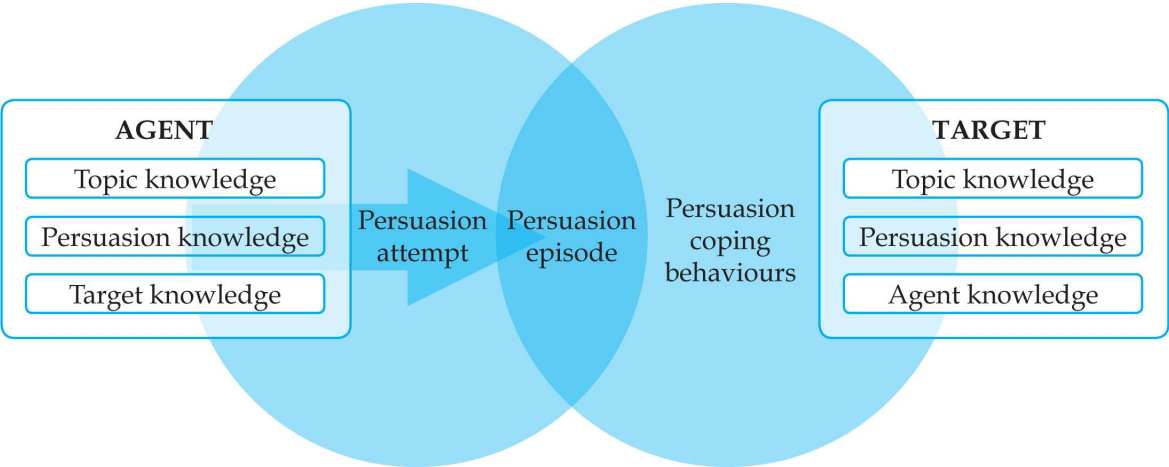 AGENT
Topic knowledge
Persuasion knowledge
Target knowledge
Persuasion
attempt
Persuasion
episode
Persuasion
coping
behaviours
TARGET
Topic knowledge
Persuasion knowledge
Agent knowledge